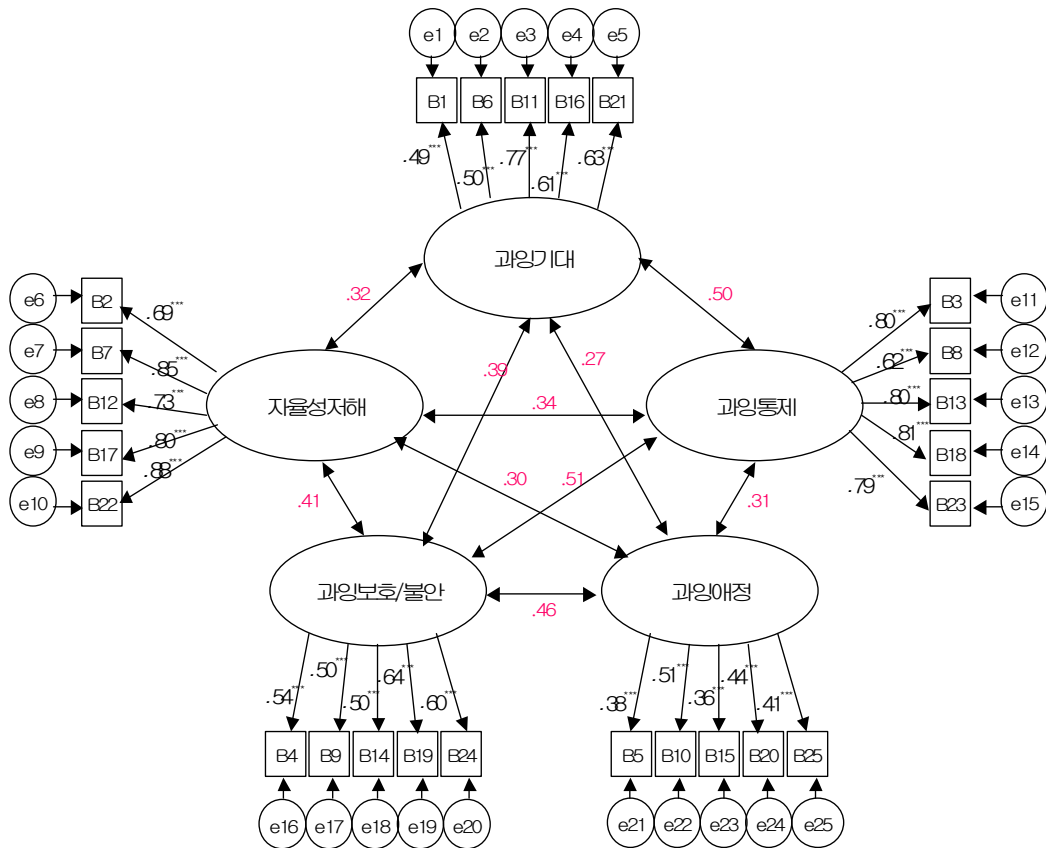 e1 e2 e3 e4 e5
B1 B6 B11 B16 B21
.49*** .50*** .77*** .61*** .63***
과잉기대
.32 .50
e6 B2 .69***
e7 B7 .85***
e8 B12 .73***
e9 B17 .80***
e10 B22 .88***
자율성저해
.39 .27
.34
과잉통제
.80*** B3 e11
.62*** B8 e12
.80*** B13 e13
.81*** B18 e14
.79*** B23 e15
.41 .30 .51 .31
과잉보호/불안 .46 과잉애정
.54*** .50*** .50*** .64*** .60***
.38*** .51*** .36*** .44*** .41***
B4 B9 B14 B19 B24 B5 B10 B15 B20 B25
e16 e17 e18 e19 e20 e21 e22 e23 e24 e25